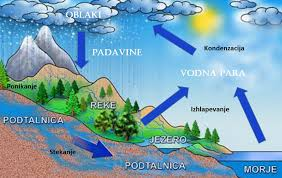 OBLAKI
PADAVINE
Kondenzacija
VODNA PARA
Ponikanje
REKE
Izhlapevanje
PODTALNICA
JEZERO
Stekanje
PODTALNICA
MORJE